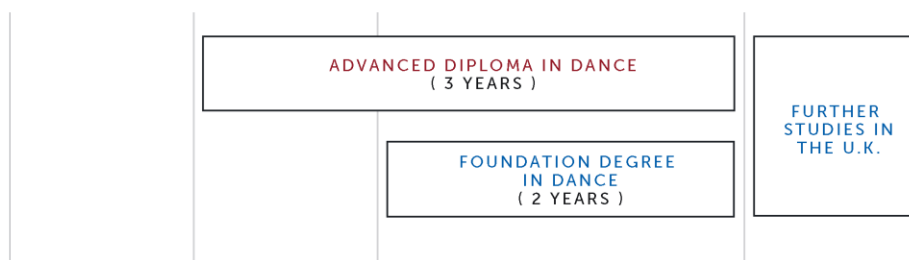 ADVANCED DIPLOMA IN DANCE
( 3 YEARS )
FOUNDATION DEGREE
IN DANCE
( 2 YEARS )
FURTHER
STUDIES IN
THE U.K.